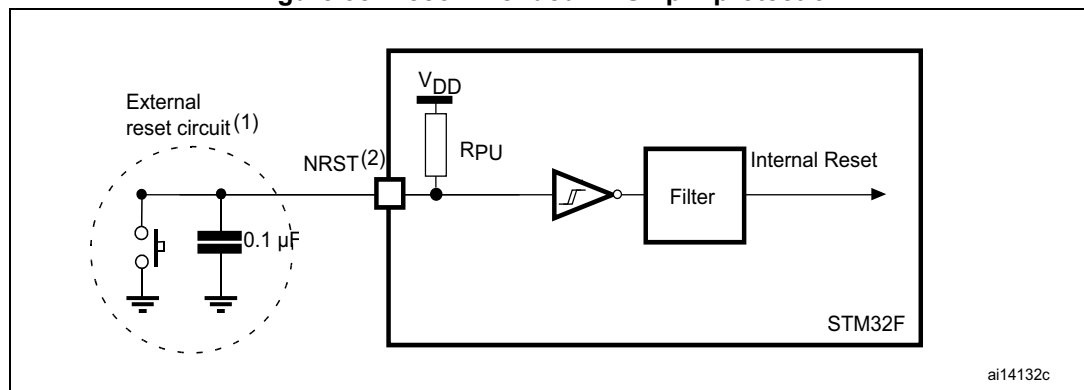 VDD
External
reset circuit(1)
NRST(2)
RPU
Internal Reset
Filter
0.1 µF
STM32F
ai14132c